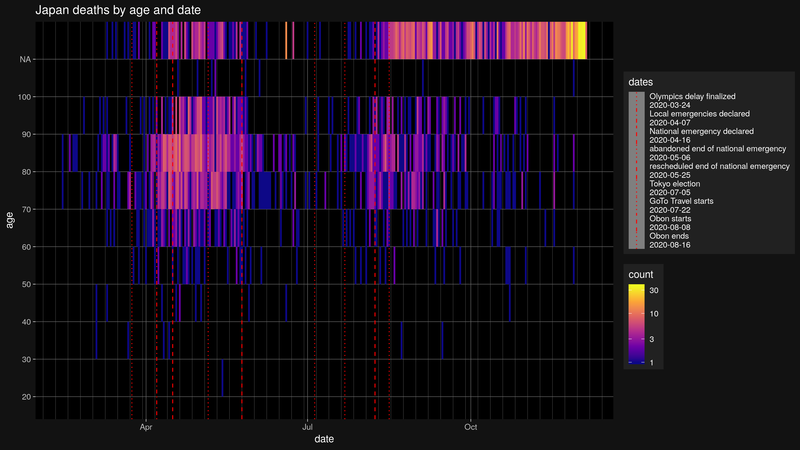 Japan deaths by age and date
NA
100
90
80
70
60
50
40
30
20
age
Apr
Jul
Oct
date
dates
Olympics delay finalized
2020-03-24
Local emergencies declared
2020-04-07
National emergency declared
2020-04-16
abandoned end of national emergency
2020-05-06
rescheduled end of national emergency
2020-05-25
Tokyo election
2020-07-05
GoTo Travel starts
2020-07-22
Obon starts
2020-08-08
Obon ends
2020-08-16
count
30
10
3
1